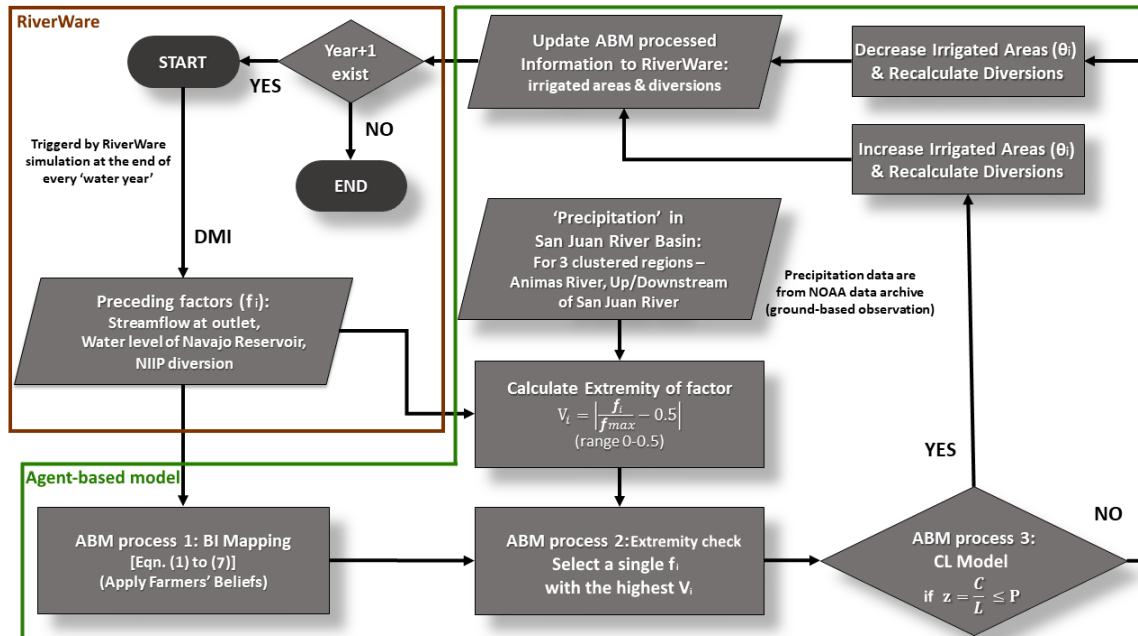 RiverWare
START
Year+1
exist
YES
NO
END
Triggerd by RiverWare
simulation at the end of
every ‘water year’
DMI
Preceding factors (f i):
Streamflow at outlet,
Water level of Navajo Reservoir,
NIIP diversion
Update ABM processed
Information to RiverWare:
irrigated areas & diversions
Decrease Irrigated Areas (θi)
& Recalculate Diversions
Increase Irrigated Areas (θi)
& Recalculate Diversions
‘Precipitation’ in
San Juan River Basin:
For 3 clustered regions –
Animas River, Up/Downstream
of San Juan River
Precipitation data are
from NOAA data archive
(ground-based observation)
Calculate Extremity of factor
Vi = |fi/fmax − 0.5|
(range 0-0.5)
YES
NO
Agent-based model
ABM process 1: BI Mapping
[Eqn. (1) to (7)]
(Apply Farmers’ Beliefs)
ABM process 2:Extremity check
Select a single fi
with the highest Vi
ABM process 3:
CL Model
if z = C/L ≤ P